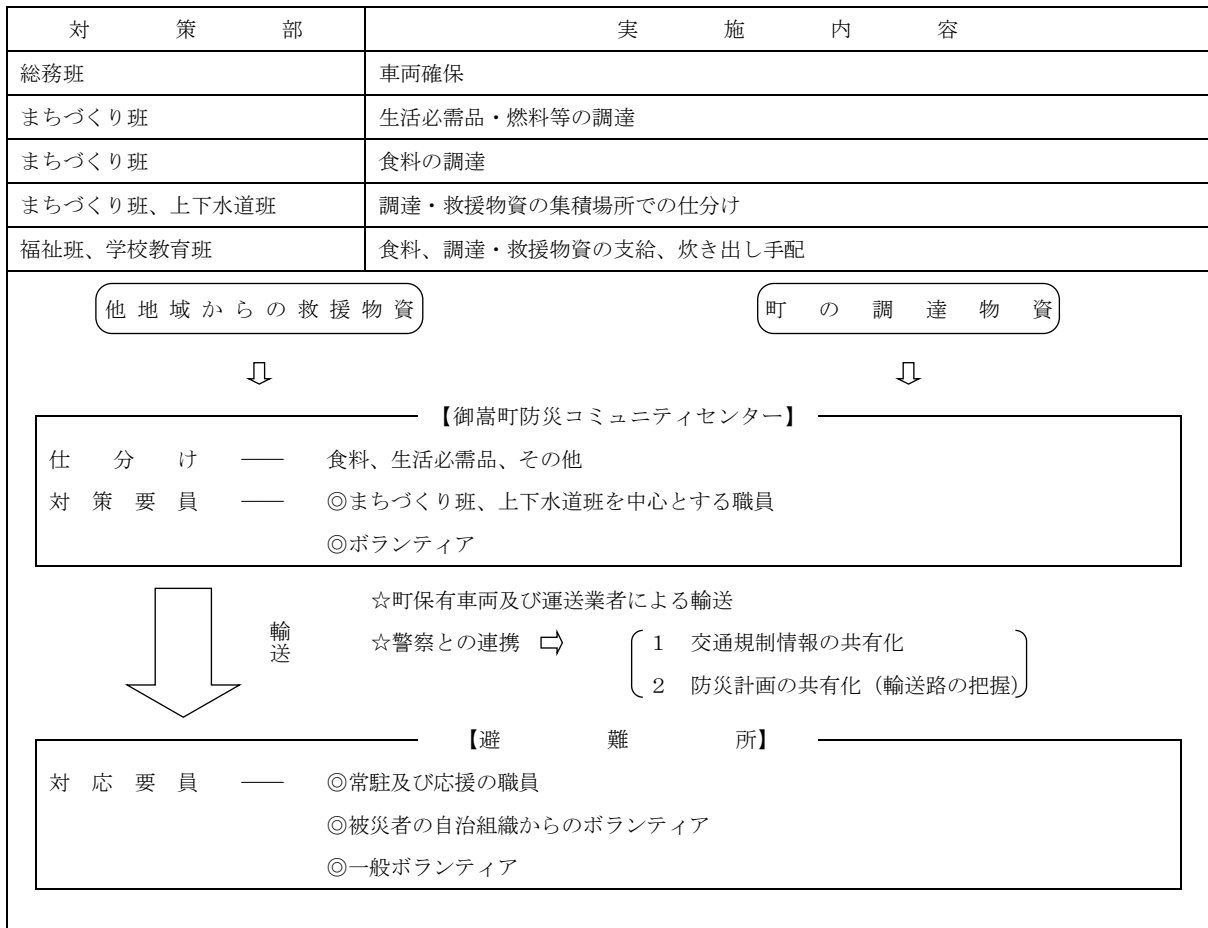 対策部 実施内容
総務班 車両確保
まちづくり班 生活必需品・燃料等の調達
まちづくり班 食料の調達
まちづくり班、上下水道班 調達・救援物資の集積場所での仕分け
福祉班、学校教育班 食料、調達・救援物資の支給、炊き出し手配
他地域からの救援物資 町の調達物資
【御嵩町防災コミュニティセンター】
仕分け ―― 食料、生活必需品、その他
対策要員 ―― ◎まちづくり班、上下水道班を中心とする職員
◎ボランティア
輸送
☆町保有車両及び運送業者による輸送
☆警察との連携 ⇨ 1 交通規制情報の共有化
2 防災計画の共有化（輸送路の把握）
【避難所】
対応要員 ―― ◎常駐及び応援の職員
◎被災者の自治組織からのボランティア
◎一般ボランティア